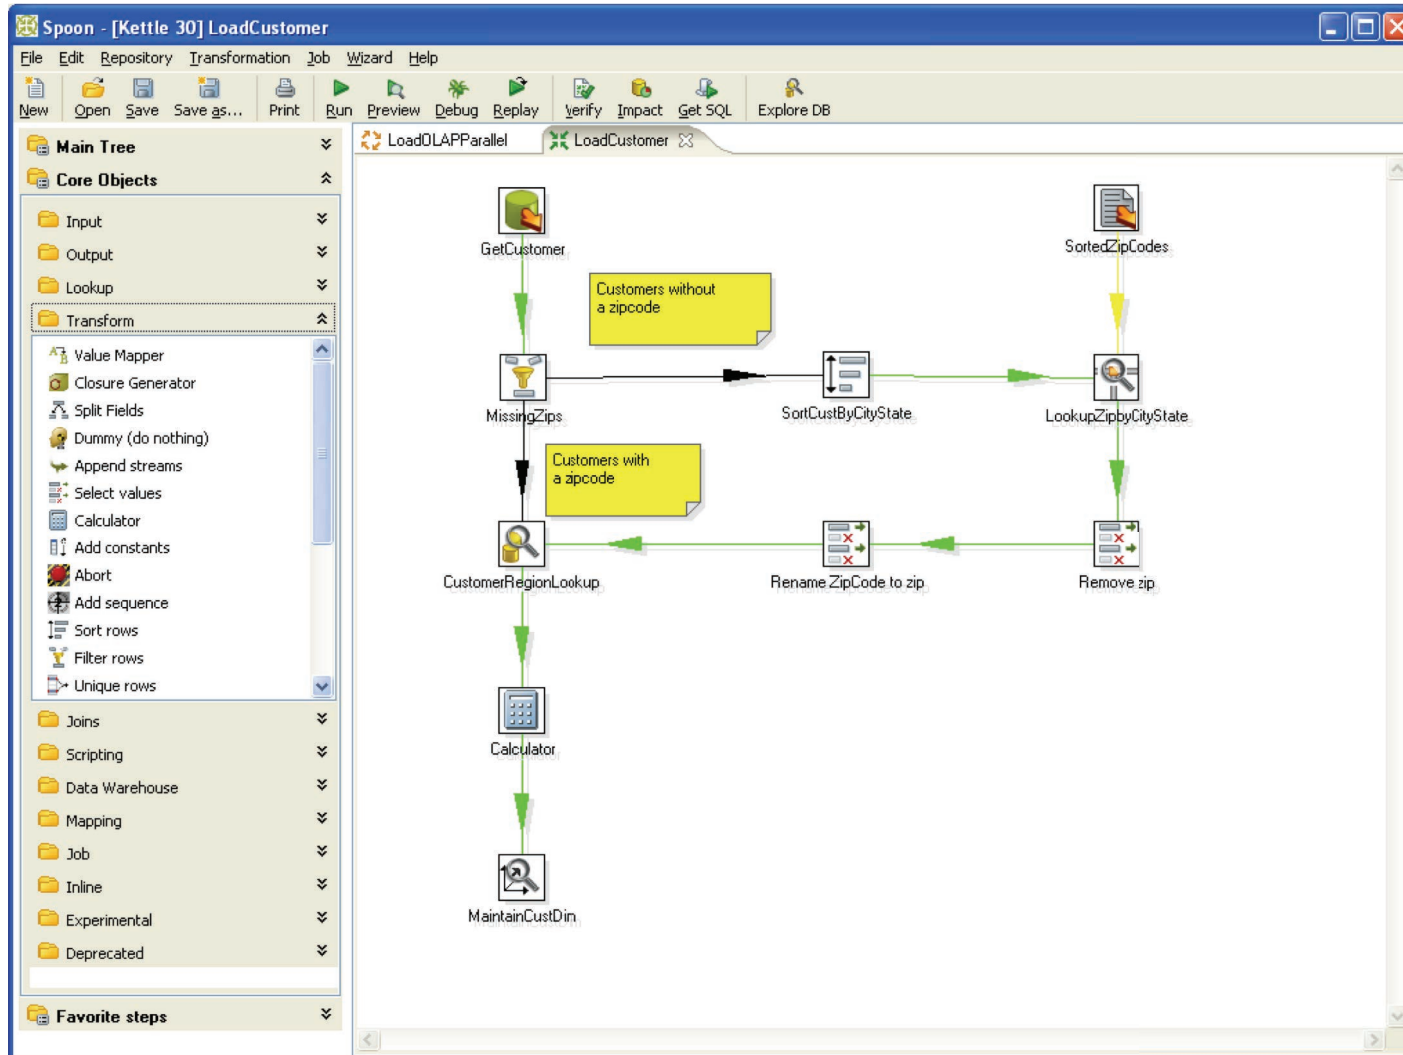 Spoon - [Kettle 30] LoadCustomer
File Edit Repository Transformation Job Wizard Help
New Open Save Save as... Print Run Preview Debug Replay Verify Impact Get SQL Explore DB
Main Tree
Core Objects
Input
Output
Lookup
Transform
Value Mapper
Closure Generator
Split Fields
Dummy (do nothing)
Append streams
Select values
Calculator
Add constants
Abort
Add sequence
Sort rows
Filter rows
Unique rows
Joins
Scripting
Data Warehouse
Mapping
Job
Inline
Experimental
Deprecated
Favorite steps
LoadOLAPParallel LoadCustomer
GetCustomer
SortedZipCodes
Customers without
a zipcode
MissingZips
SortCustByCityState
LookupZipbyCityState
Customers with
a zipcode
CustomerRegionLookup
Rename ZipCode to zip
Remove zip
Calculator
MaintainCustDim